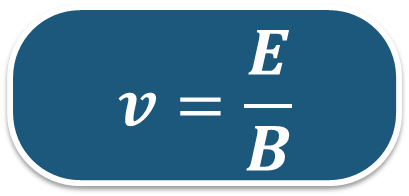 v = E/B